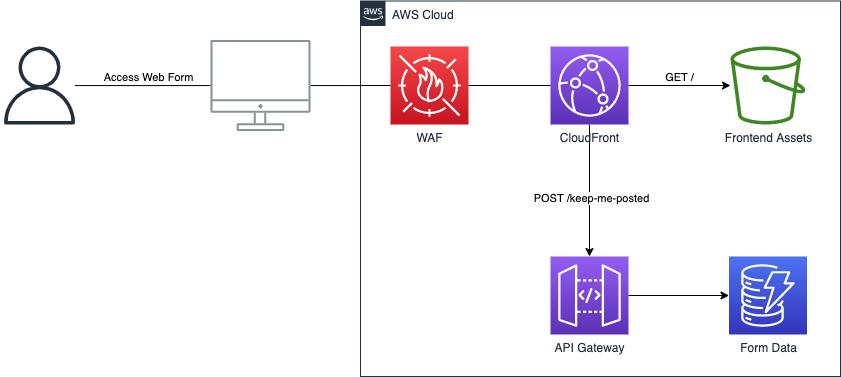 aws
AWS Cloud
Access Web Form
WAF
CloudFront
GET /
Frontend Assets
POST /keep-me-posted
</>
API Gateway
Form Data